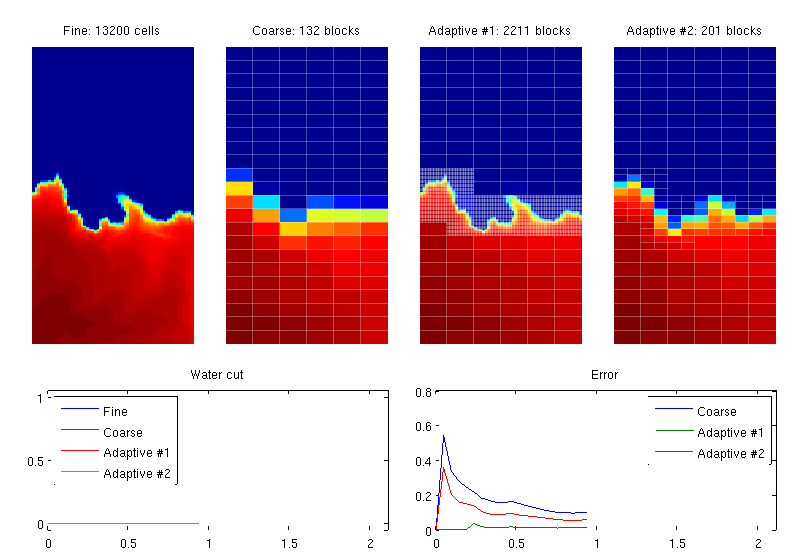 Fine: 13200 cells
Coarse: 132 blocks
Adaptive #1: 2211 blocks
Adaptive #2: 201 blocks
Water cut
1
0.5
0
0
0.5
1
1.5
2
Fine
Coarse
Adaptive #1
Adaptive #2
Error
0.8
0.6
0.4
0.2
0
0
0.5
1
1.5
2
Coarse
Adaptive #1
Adaptive #2